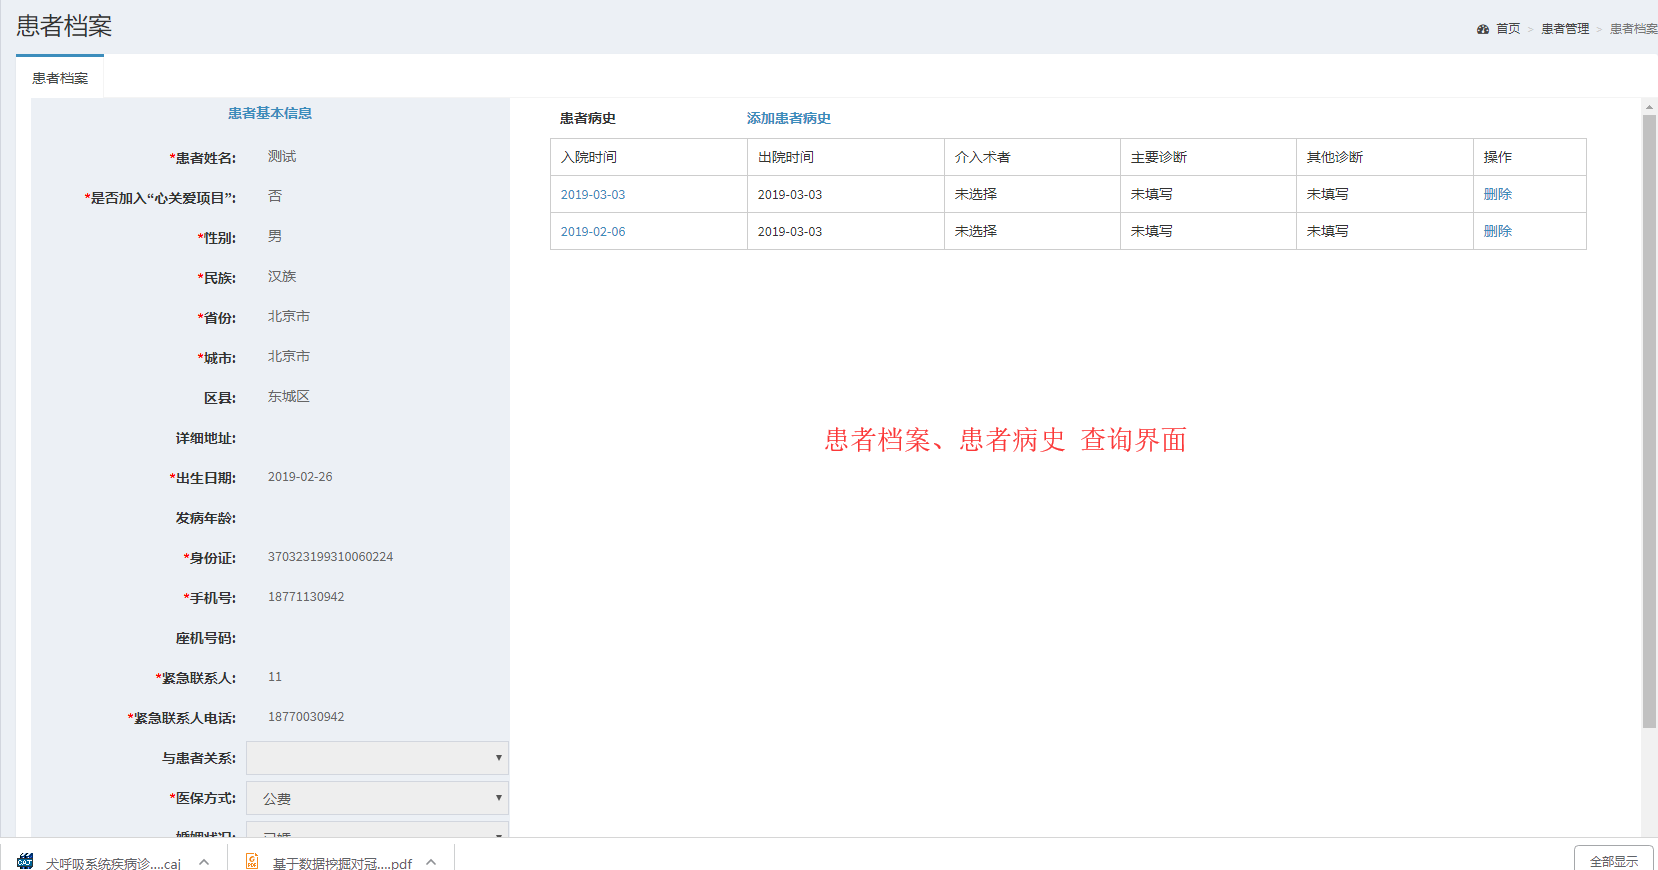 患者档案
首页 > 患者管理 > 患者档案
患者档案
患者基本信息
*患者姓名: 测试
*是否加入“心关爱项目”: 否
*性别: 男
*民族: 汉族
*省份: 北京市
*城市: 北京市
区县: 东城区
详细地址:
*出生日期: 2019-02-26
发病年龄:
*身份证: 370323199310060224
*手机号: 18771130942
座机号码:
*紧急联系人: 11
*紧急联系人电话: 18770030942
与患者关系:
*医保方式: 公费
婚姻状况: 已婚
患者病史 添加患者病史
入院时间 出院时间 介入术者 主要诊断 其他诊断 操作
2019-03-03 2019-03-03 未选择 未填写 未填写 删除
2019-02-06 2019-03-03 未选择 未填写 未填写 删除
患者档案、患者病史 查询界面
CAJ 犬呼吸系统疾病诊....caj
PDF 基于数据挖掘对冠....pdf
全部显示